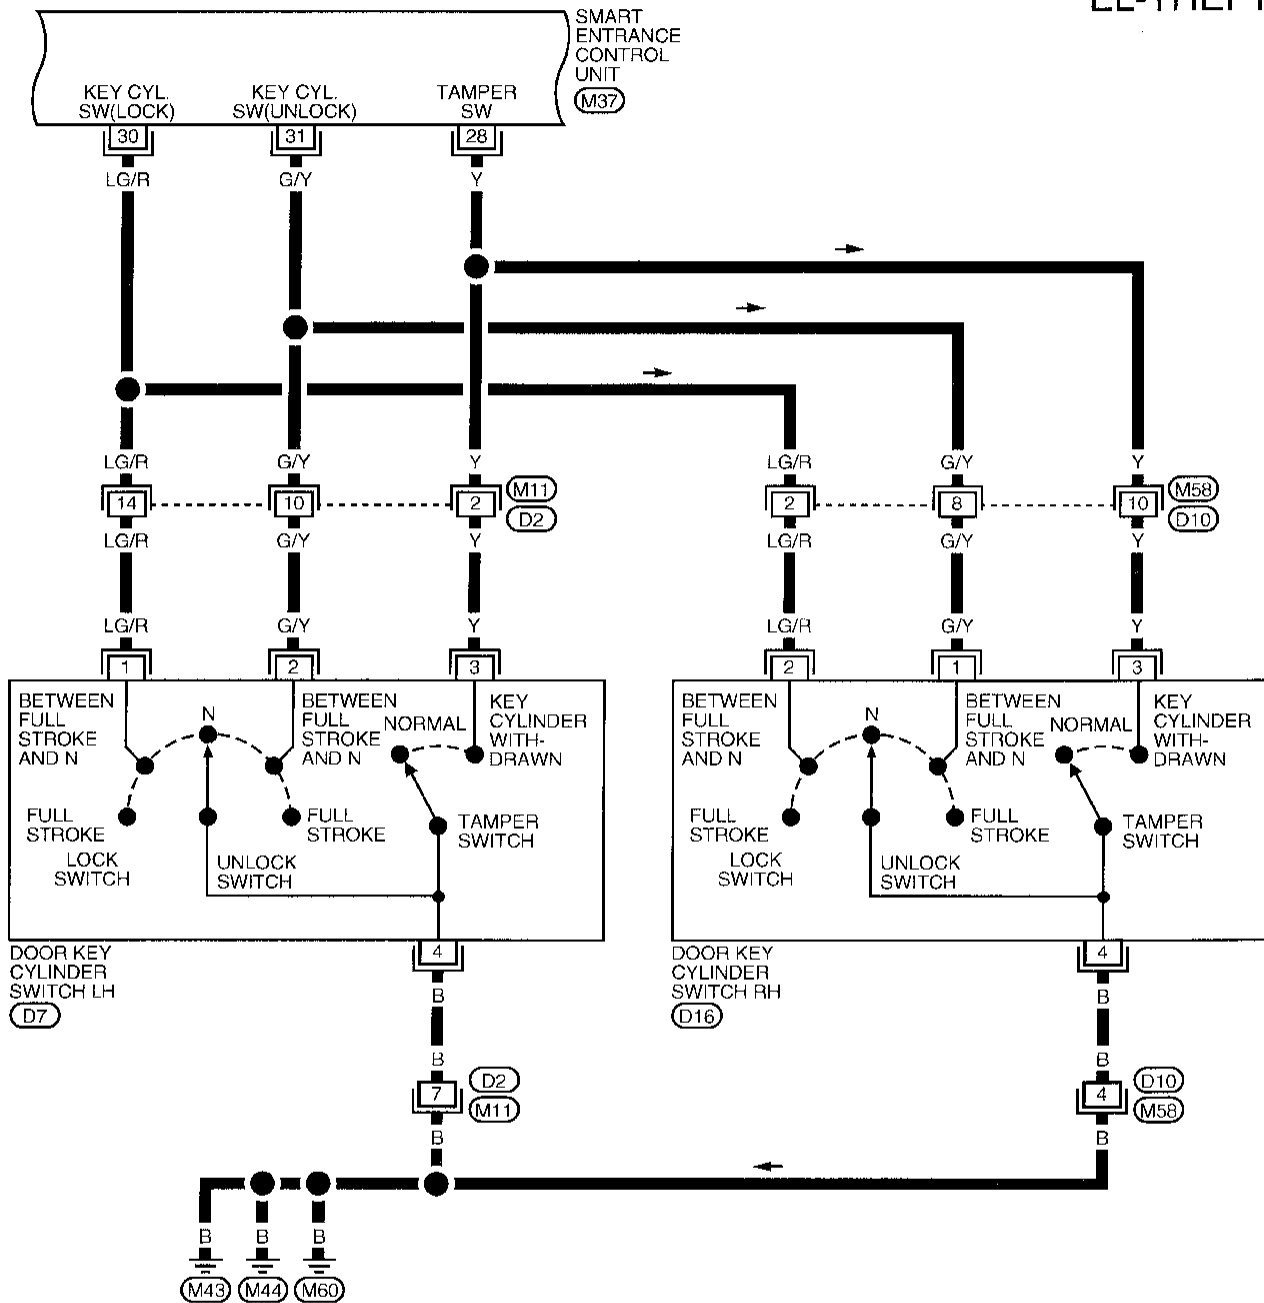 SMART
ENTRANCE
CONTROL
UNIT
M37
KEY CYL.
SW(LOCK)
KEY CYL.
SW(UNLOCK)
TAMPER
SW
30
31
28
LG/R
G/Y
Y
LG/R
G/Y
Y
LG/R
G/Y
Y
14
10
2
M11
D2
2
8
10
M58
D10
LG/R
G/Y
Y
LG/R
G/Y
Y
LG/R
G/Y
Y
LG/R
G/Y
Y
1
2
3
2
1
3
BETWEEN
FULL
STROKE
AND N
N
BETWEEN
FULL
STROKE
AND N
NORMAL
KEY
CYLINDER
WITH-
DRAWN
FULL
STROKE
FULL
STROKE
TAMPER
SWITCH
LOCK
SWITCH
UNLOCK
SWITCH
BETWEEN
FULL
STROKE
AND N
N
BETWEEN
FULL
STROKE
AND N
NORMAL
KEY
CYLINDER
WITH-
DRAWN
FULL
STROKE
FULL
STROKE
TAMPER
SWITCH
LOCK
SWITCH
UNLOCK
SWITCH
DOOR KEY
CYLINDER
SWITCH LH
D7
4
DOOR KEY
CYLINDER
SWITCH RH
D16
4
B
B
B
B
7
D2
M11
4
D10
M58
B
B
B
B
B
M43
M44
M60